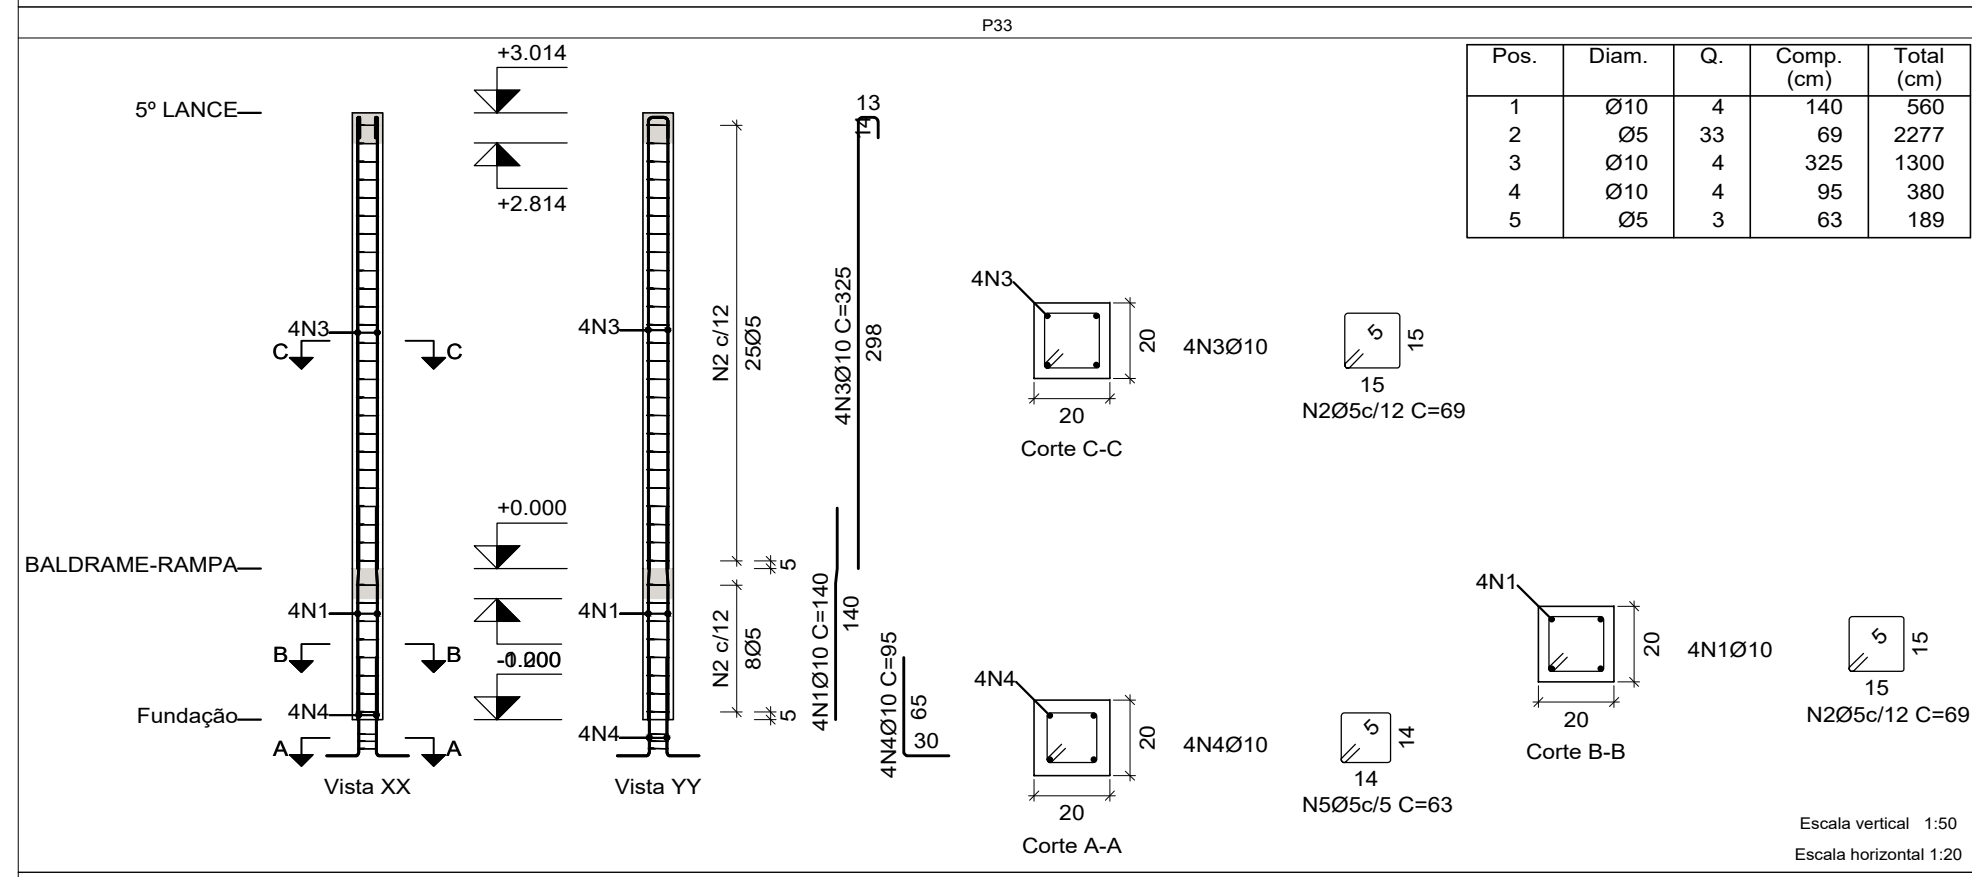 P33
Pos. Diam. Q. Comp. (cm) Total (cm)
1 Ø10 4 140 560
2 Ø5 33 69 2277
3 Ø10 4 325 1300
4 Ø10 4 95 380
5 Ø5 3 63 189
5º LANCE
BALDRAME-RAMPA
Fundação
4N3
C C
4N1
B B
4N4
A A
Vista XX
+3.014
+2.814
+0.000
4N3
4N1
4N4
Vista YY
N2 c/12
25Ø5
5
N2 c/12
8Ø5
5
13
14
4N3Ø10 C=325
298
4N1Ø10 C=140
140
4N4Ø10 C=95
65
30
4N3
20
20
4N3Ø10
Corte C-C
5
15
15
N2Ø5c/12 C=69
4N4
20
20
4N4Ø10
Corte A-A
5
14
14
N5Ø5c/5 C=63
4N1
20
20
4N1Ø10
Corte B-B
5
15
15
N2Ø5c/12 C=69
Escala vertical 1:50
Escala horizontal 1:20